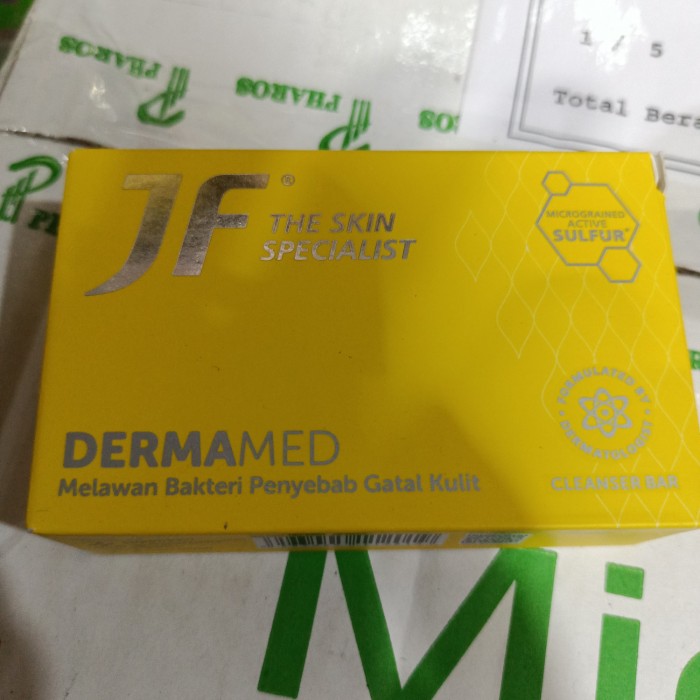 PHAROS
PHAROS
1 / 5
Total Bera
JF®
THE SKIN
SPECIALIST
MICROGRAINED
ACTIVE
SULFUR
FORMULATED BY
DERMATOLOGIST
DERMAMED
Melawan Bakteri Penyebab Gatal Kulit
CLEANSER BAR